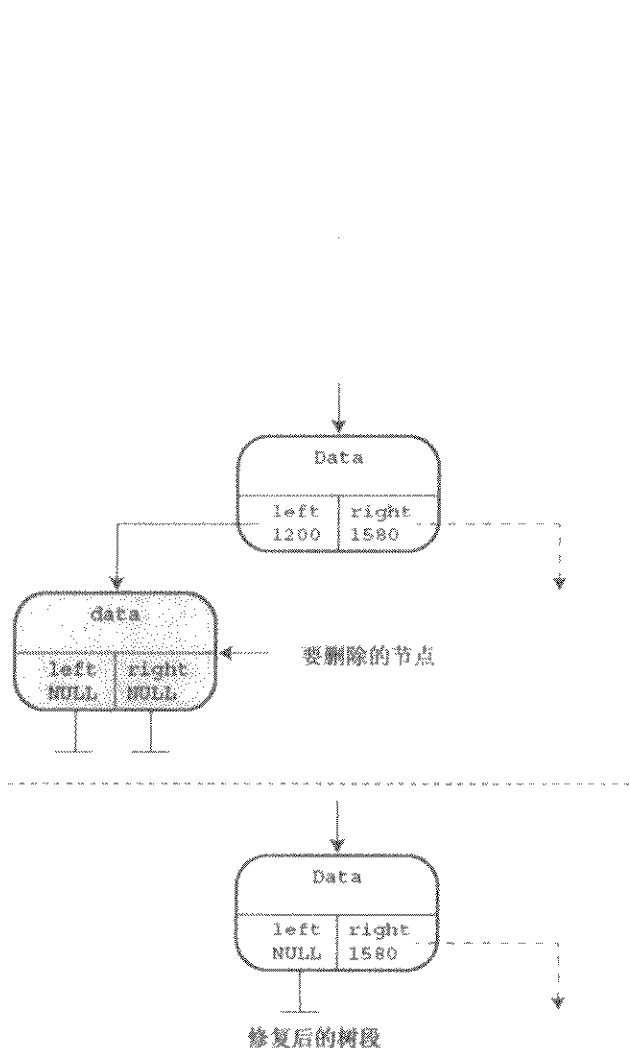 Data
left right
1200 1580
data
left right
NULL NULL
要删除的节点
Data
left right
NULL 1580
修复后的树段